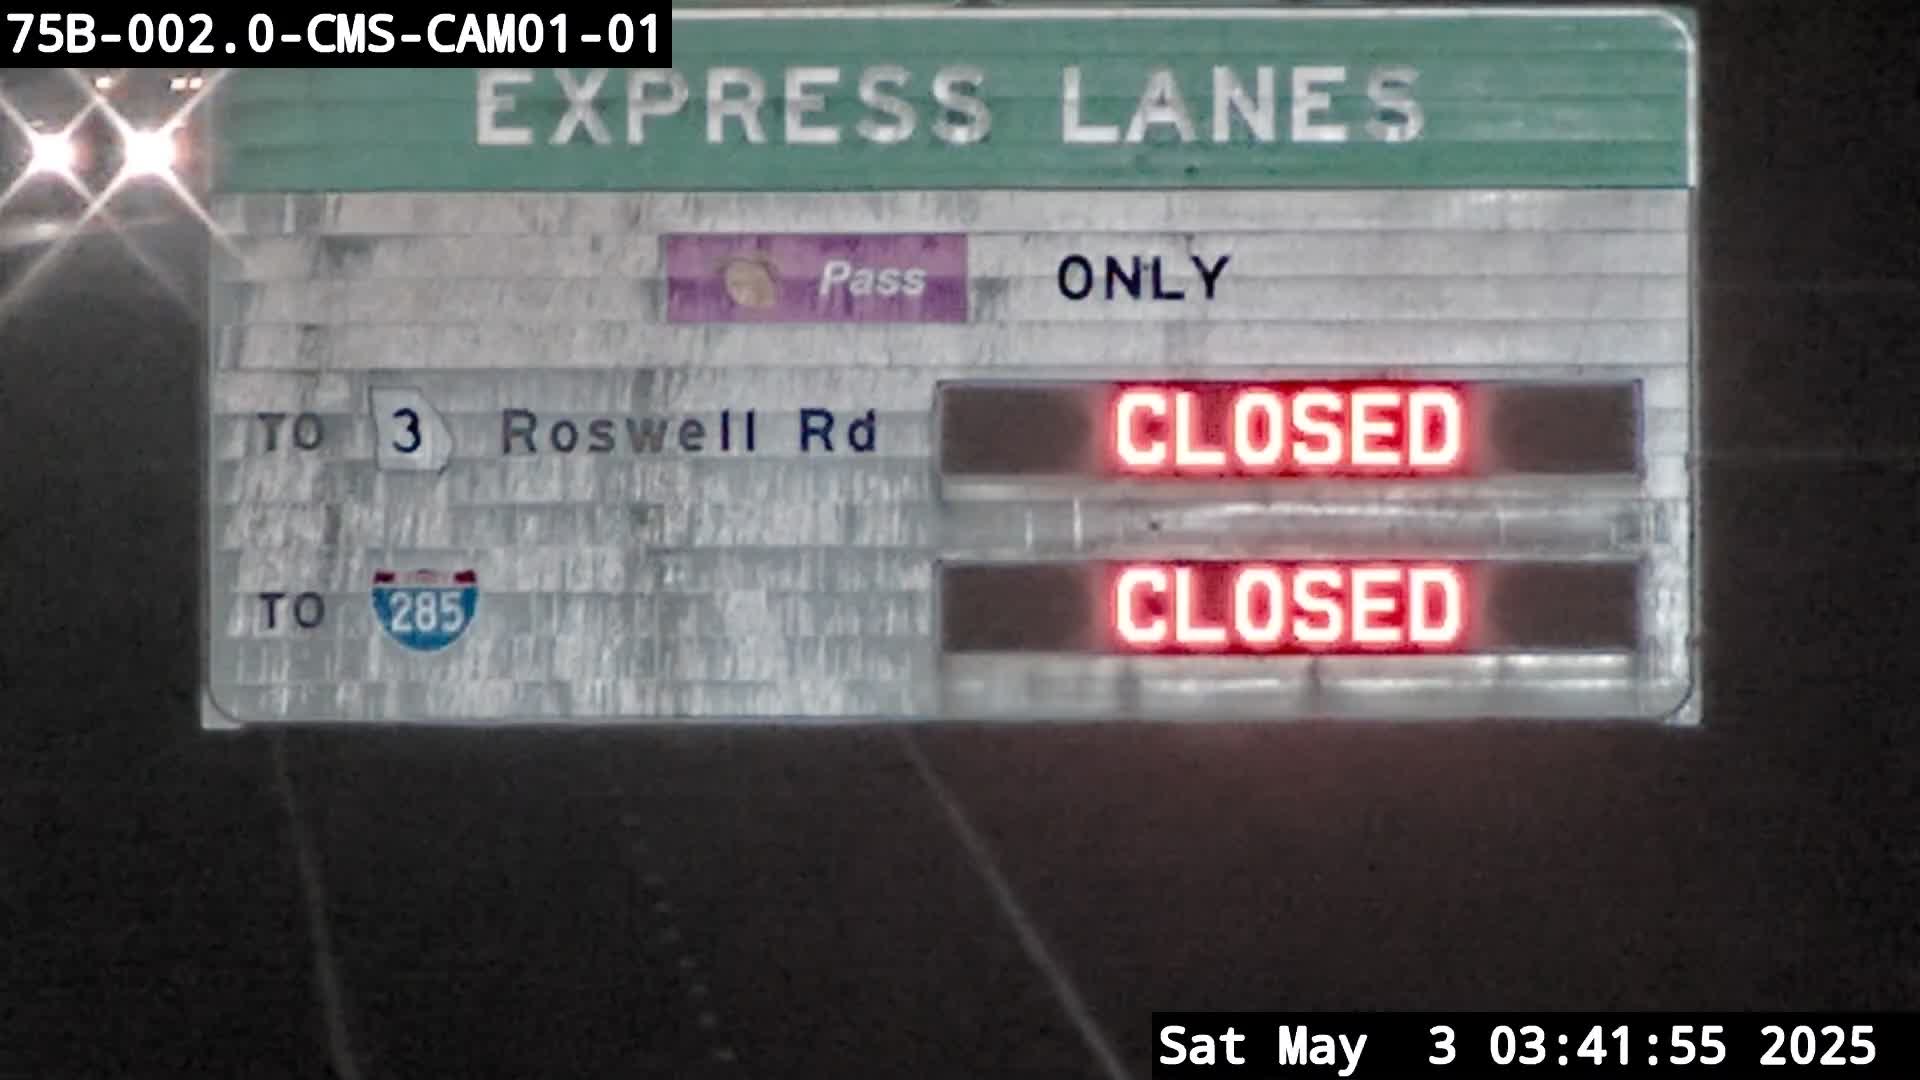 75B-002.0-CMS-CAM01-01
EXPRESS LANES
Pass ONLY
TO 3 Roswell Rd CLOSED
TO 285 CLOSED
Sat May 3 03:41:55 2025